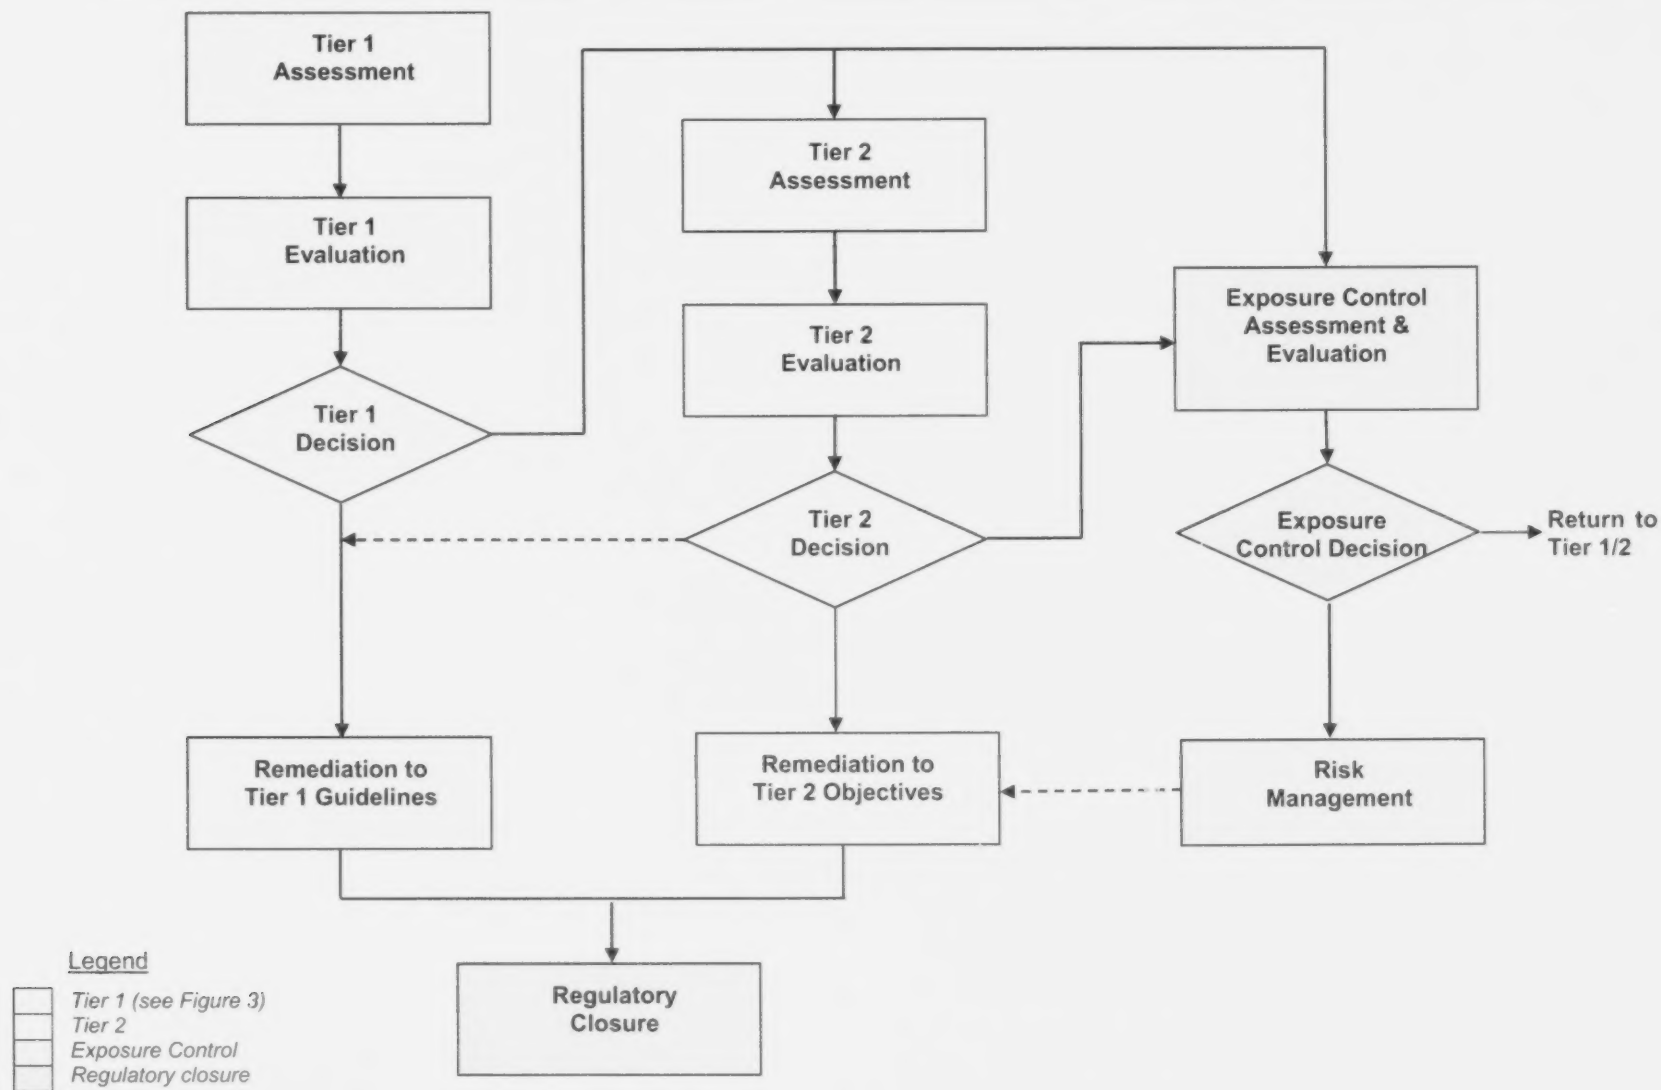 Tier 1
Assessment
Tier 2
Assessment
Tier 1
Evaluation
Exposure Control
Assessment &
Evaluation
Tier 2
Evaluation
Tier 1
Decision
Tier 2
Decision
Exposure
Control Decision
Return to
Tier 1/2
Remediation to
Tier 1 Guidelines
Remediation to
Tier 2 Objectives
Risk
Management
Regulatory
Closure
Legend
Tier 1 (see Figure 3)
Tier 2
Exposure Control
Regulatory closure